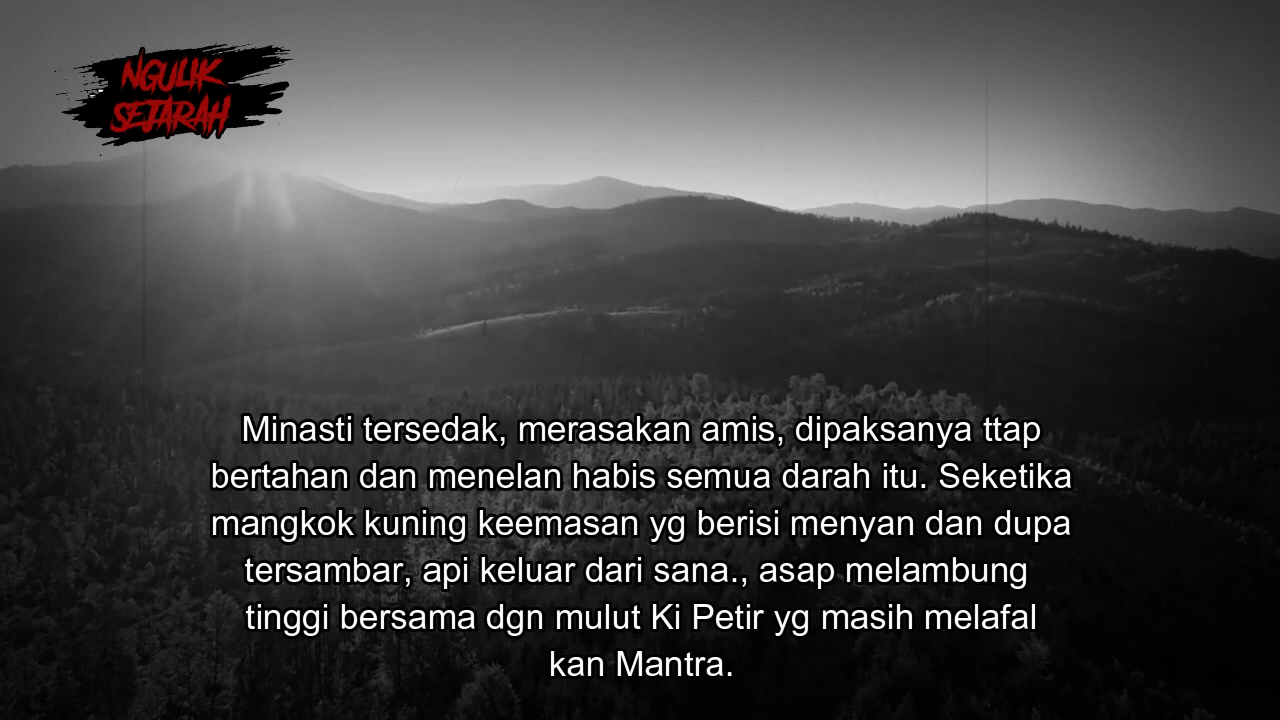 NGULIK
SEJARAH
Minasti tersedak, merasakan amis, dipaksanya ttap
bertahan dan menelan habis semua darah itu. Seketika
mangkok kuning keemasan yg berisi menyan dan dupa
tersambar, api keluar dari sana., asap melambung
tinggi bersama dgn mulut Ki Petir yg masih melafal
kan Mantra.